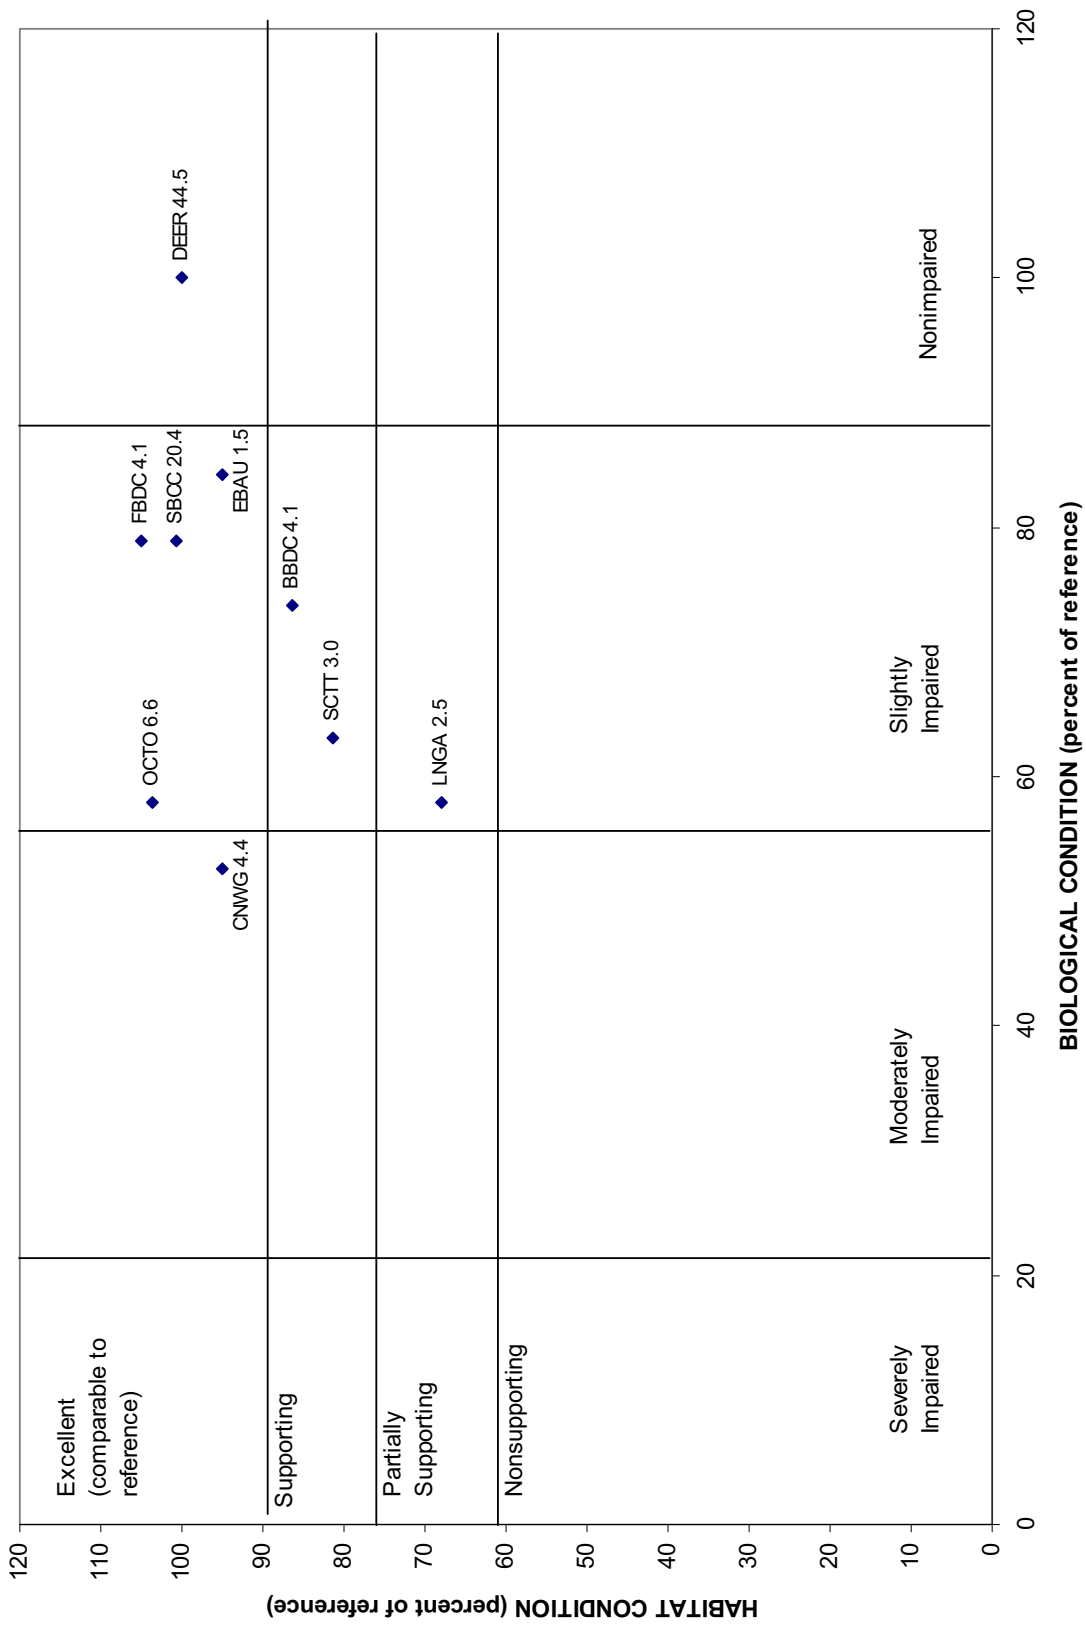 HABITAT CONDITION (percent of reference)
120
110
100
90
80
70
60
50
40
30
20
10
0
Excellent
(comparable to
reference)
Supporting
Partially
Supporting
Nonsupporting
FBDC 4.1
OCTO 6.6
SBCC 20.4
DEER 44.5
EBAU 1.5
CNWG 4.4
BBDC 4.1
SCTT 3.0
LNGA 2.5
Severely
Impaired
Moderately
Impaired
Slightly
Impaired
Nonimpaired
0
20
40
60
80
100
120
BIOLOGICAL CONDITION (percent of reference)